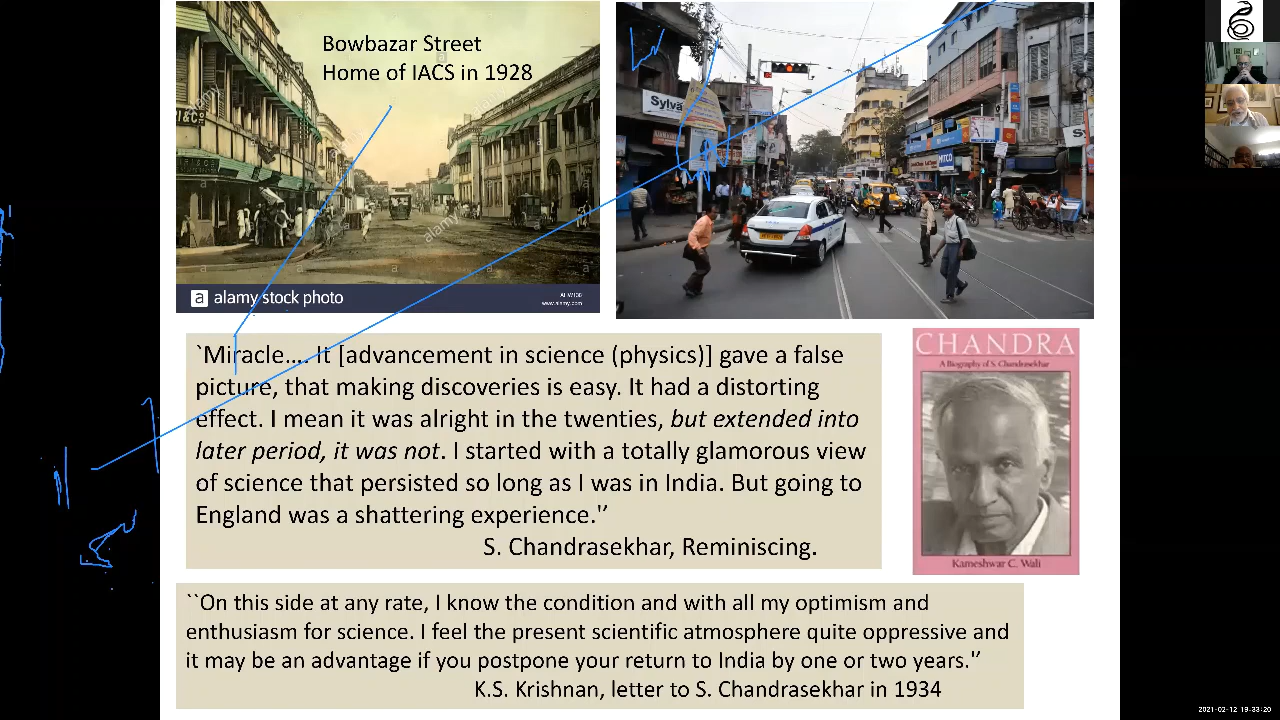 Bowbazar Street
Home of IACS in 1928
alamy stock photo
www.alamy.com
Sylva
MITCO
`Miracle…. It [advancement in science (physics)] gave a false
picture, that making discoveries is easy. It had a distorting
effect. I mean it was alright in the twenties, but extended into
later period, it was not. I started with a totally glamorous view
of science that persisted so long as I was in India. But going to
England was a shattering experience.''
S. Chandrasekhar, Reminiscing.
CHANDRA
A Biography of S. Chandrasekhar
Kameshwar C. Wali
``On this side at any rate, I know the condition and with all my optimism and
enthusiasm for science. I feel the present scientific atmosphere quite oppressive and
it may be an advantage if you postpone your return to India by one or two years.''
K.S. Krishnan, letter to S. Chandrasekhar in 1934
2021-02-12 19:33:20